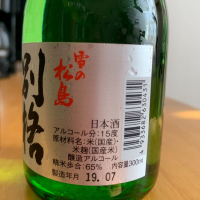 雪の
松島
別格
日本酒
アルコール分:15度
原材料名:米(国産)・
米麹(国産米)
醸造アルコール
精米歩合:65% 内容量300ml
製造年月 19.07
4935682630431